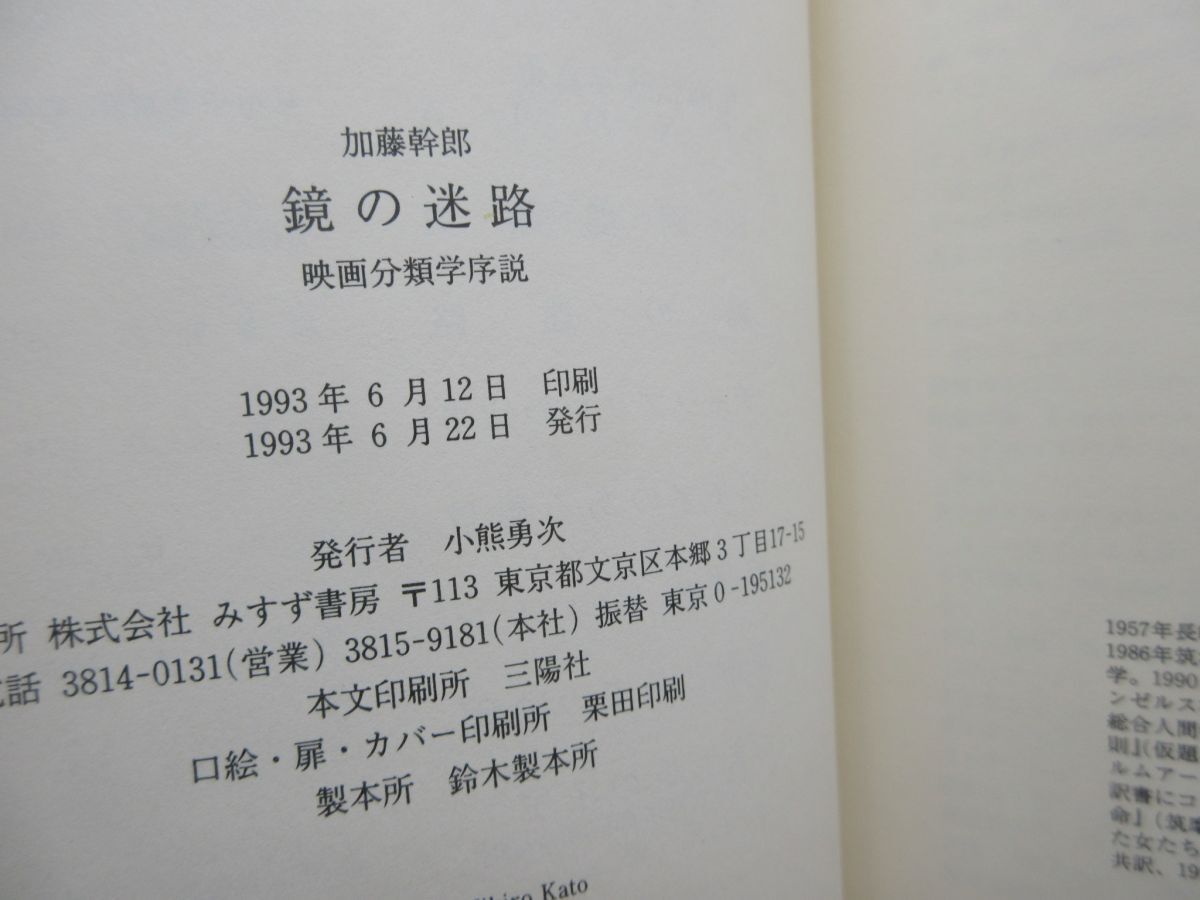 加藤幹郎
鏡の迷路
映画分類学序説
1993年 6 月12日 印刷
1993年 6 月22日 発行
発行者 小熊勇次
所 株式会社 みすず書房 〒113 東京都文京区本郷3丁目17-15
話 3814-0131(営業) 3815-9181(本社) 振替 東京0-195132
本文印刷所 三陽社
口絵・扉・カバー印刷所 栗田印刷
製本所 鈴木製本所
Kato
1957年長
1986年筑
学。1990
ンゼルス
総合人間
則』(仮題
ルムアー
訳書にコ
命』(筑摩
た女たち
共訳、19